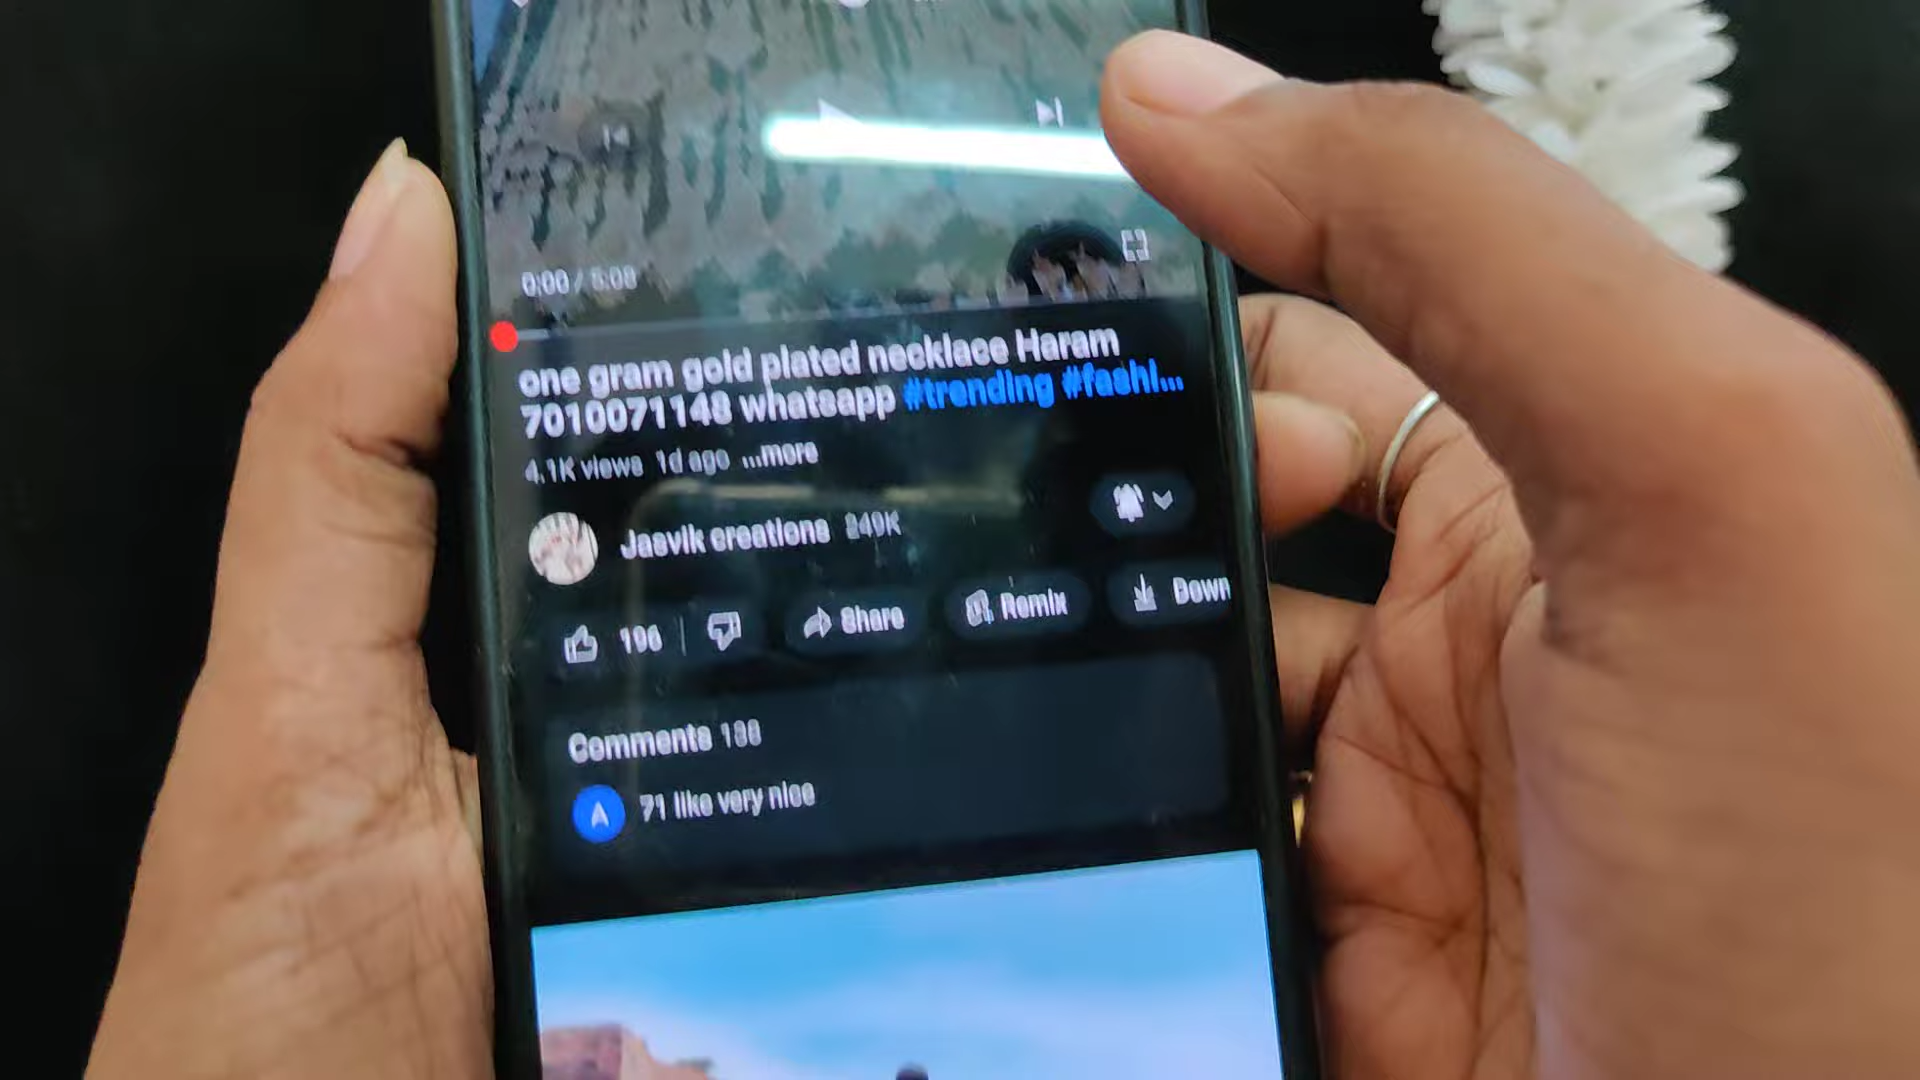 0:00 / 5:08
one gram gold plated necklace Haram
7010071148 whatsapp #trending #fashi...
4.1K views 1d ago ...more
Jasvik creations 249K
196 Share Remix Down
Comments 188
A 71 like very nice